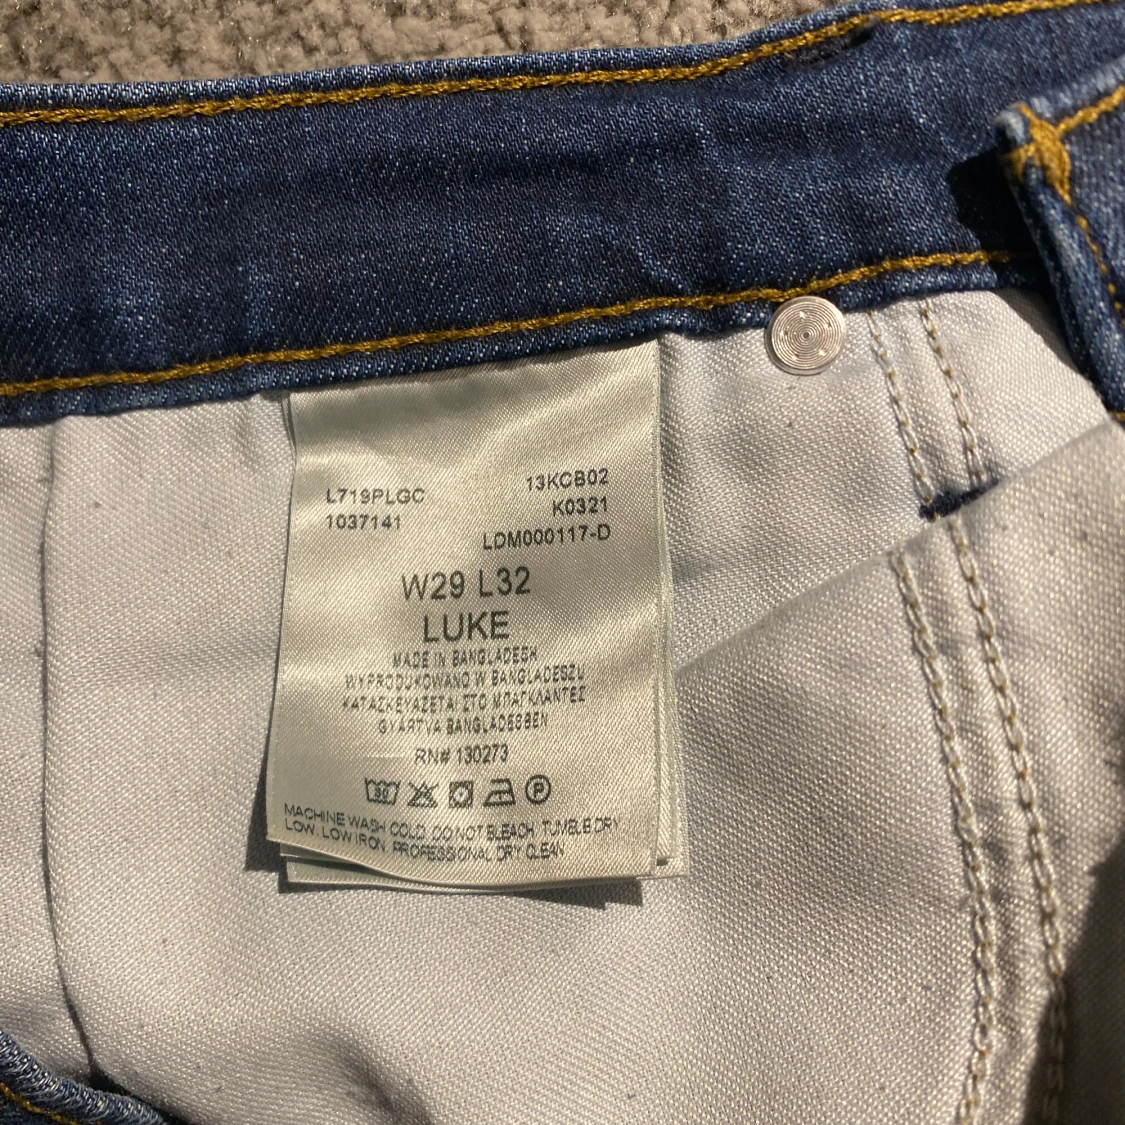 L719PLGC 13KCB02
1037141 K0321
LDM000117-D
W29 L32
LUKE
MADE IN BANGLADESH
WYPRODUKOWANO W BANGLADESZU
ΚΑΤΑΣΚΕΥΑΖΕΤΑΙ ΣΤΟ ΜΠΑΓΚΛΑΝΤΕΣ
GYÁRTVA BANGLADESBEN
RN# 130273
30 P
MACHINE WASH COLD. DO NOT BLEACH. TUMBLE DRY
LOW. LOW IRON. PROFESSIONAL DRY CLEAN